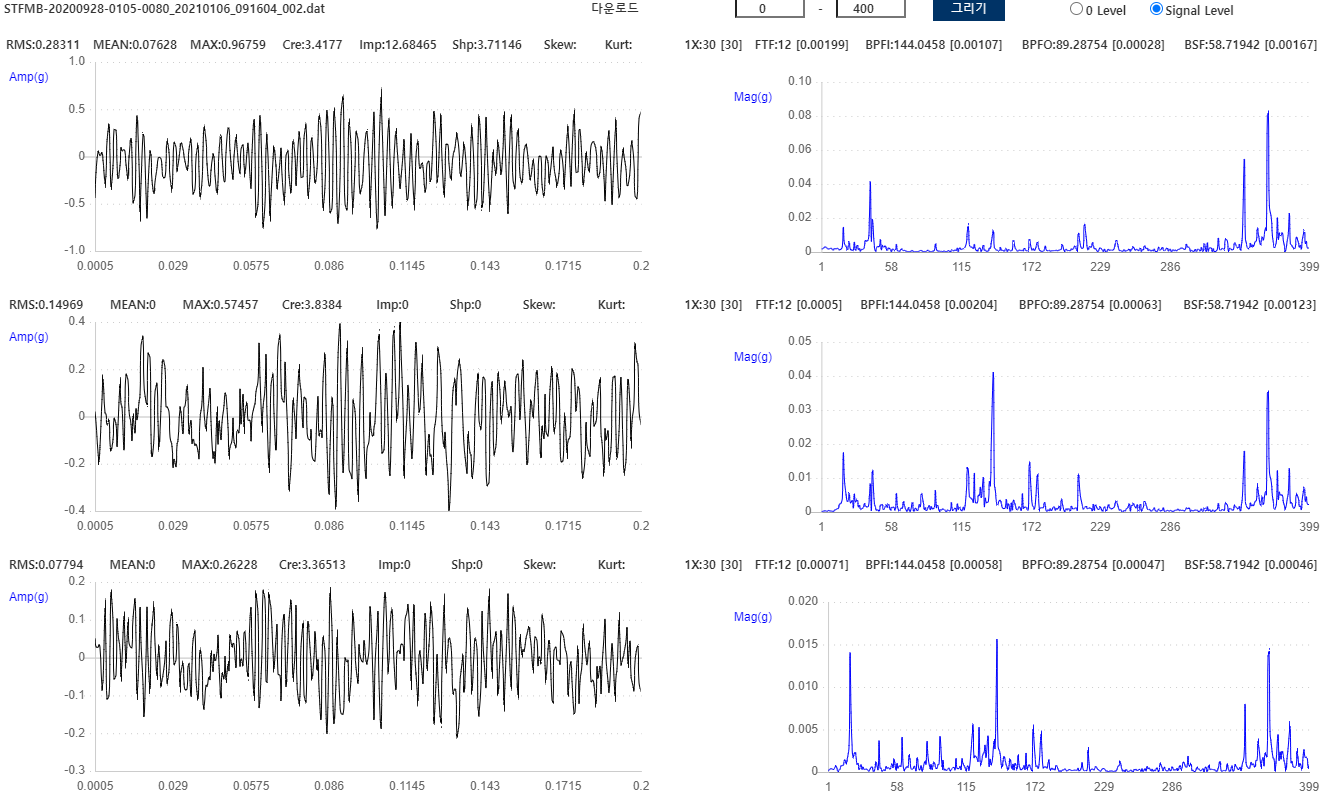 STFMB-20200928-0105-0080_20210106_091604_002.dat 다운로드 0 - 400 그리기 0 Level Signal Level
RMS:0.28311 MEAN:0.07628 MAX:0.96759 Cre:3.4177 Imp:12.68465 Shp:3.71146 Skew: Kurt:
Amp(g)
1.0
0.5
0
-0.5
-1.0
0.0005 0.029 0.0575 0.086 0.1145 0.143 0.1715 0.2
1X:30 [30] FTF:12 [0.00199] BPFI:144.0458 [0.00107] BPFO:89.28754 [0.00028] BSF:58.71942 [0.00167]
Mag(g)
0.10
0.08
0.06
0.04
0.02
0
1 58 115 172 229 286 399
RMS:0.14969 MEAN:0 MAX:0.57457 Cre:3.8384 Imp:0 Shp:0 Skew: Kurt:
Amp(g)
0.4
0.2
0
-0.2
-0.4
0.0005 0.029 0.0575 0.086 0.1145 0.143 0.1715 0.2
1X:30 [30] FTF:12 [0.0005] BPFI:144.0458 [0.00204] BPFO:89.28754 [0.00063] BSF:58.71942 [0.00123]
Mag(g)
0.05
0.04
0.03
0.02
0.01
0
1 58 115 172 229 286 399
RMS:0.07794 MEAN:0 MAX:0.26228 Cre:3.36513 Imp:0 Shp:0 Skew: Kurt:
Amp(g)
0.2
0.1
0
-0.1
-0.2
-0.3
0.0005 0.029 0.0575 0.086 0.1145 0.143 0.1715 0.2
1X:30 [30] FTF:12 [0.00071] BPFI:144.0458 [0.00058] BPFO:89.28754 [0.00047] BSF:58.71942 [0.00046]
Mag(g)
0.020
0.015
0.010
0.005
0
1 58 115 172 229 286 399